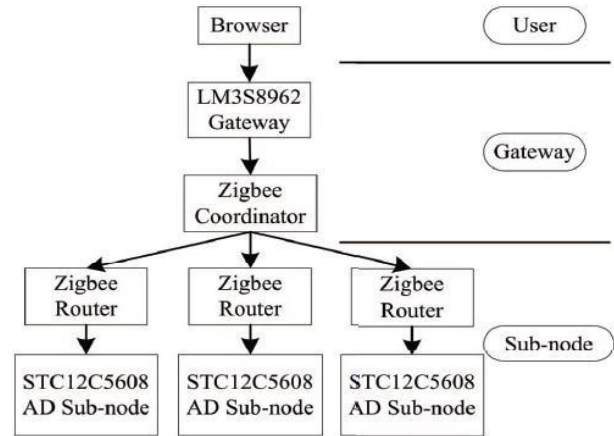 Browser
User
LM3S8962
Gateway
Gateway
Zigbee
Coordinator
Zigbee
Router
Zigbee
Router
Zigbee
Router
Sub-node
STC12C5608
AD Sub-node
STC12C5608
AD Sub-node
STC12C5608
AD Sub-node